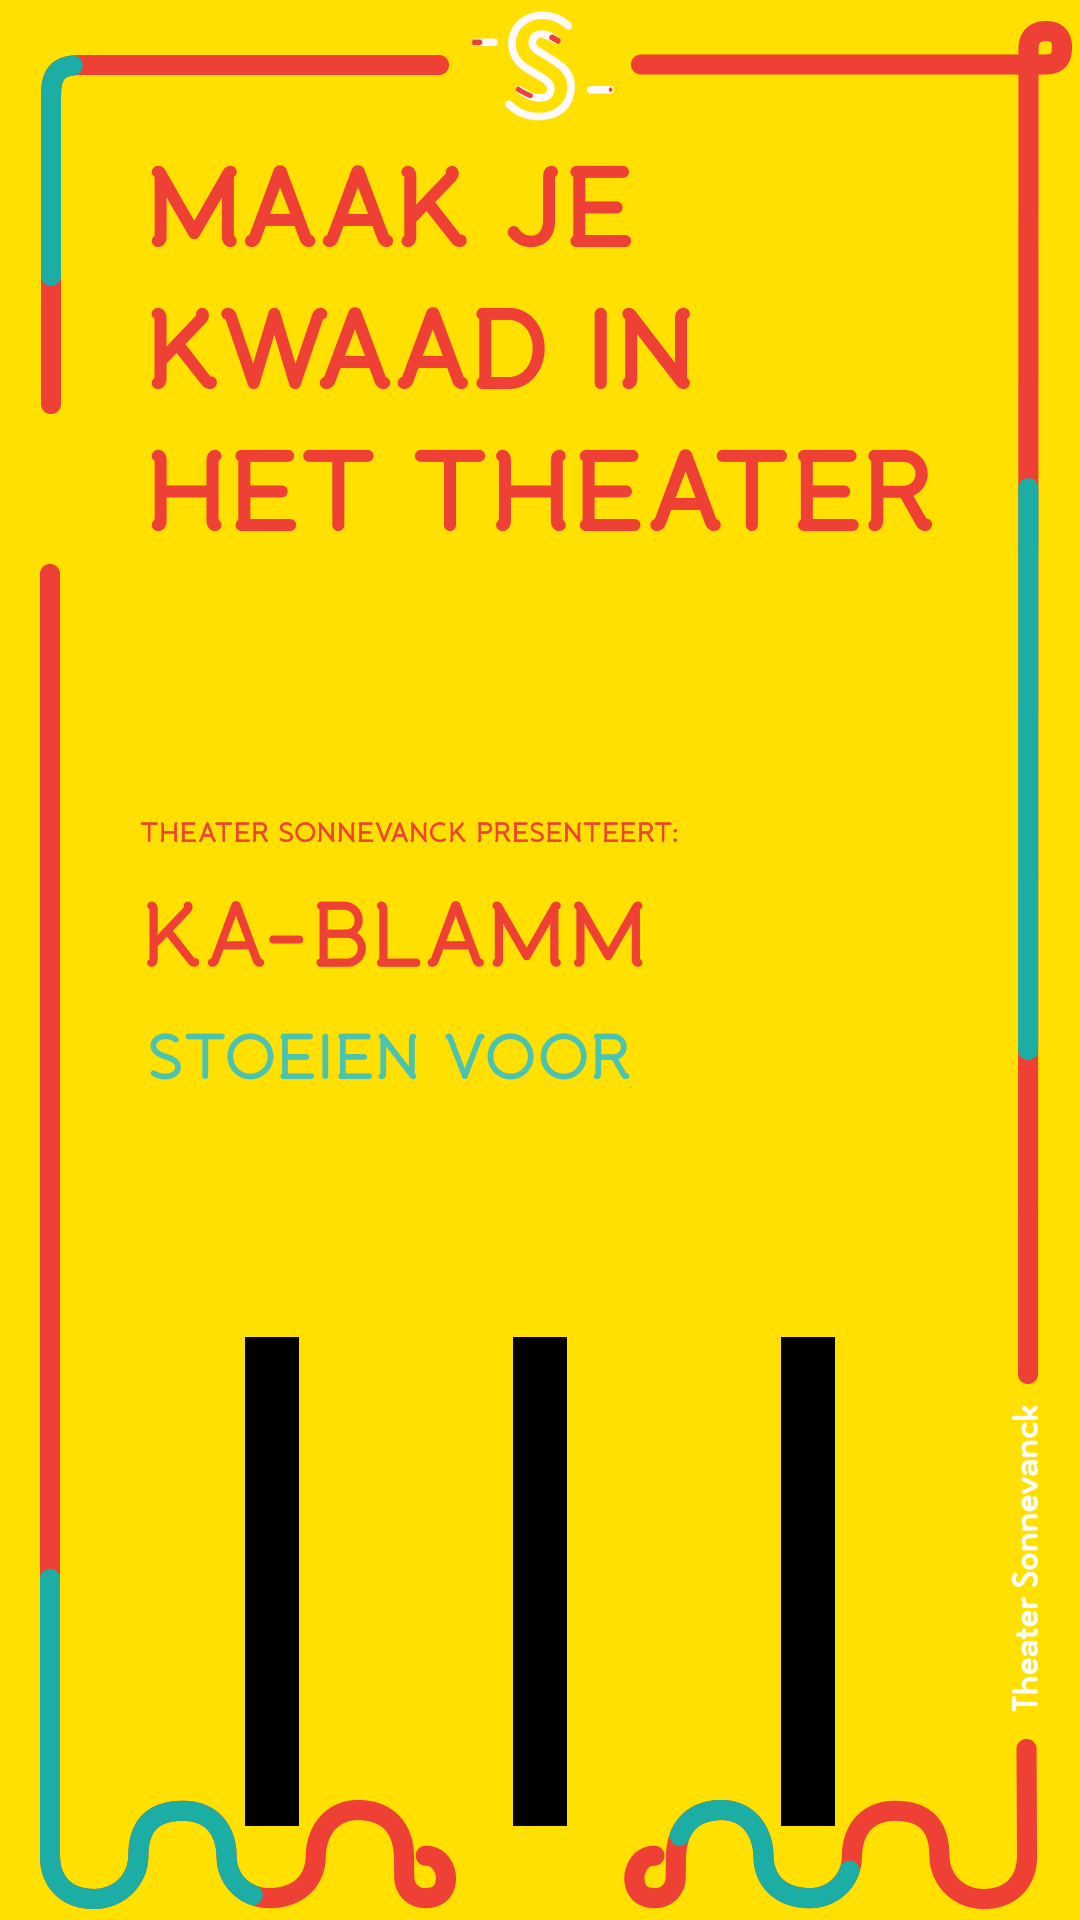 S
MAAK JE
KWAAD IN
HET THEATER
THEATER SONNEVANCK PRESENTEERT:
KA-BLAMM
STOEIEN VOOR
Theater Sonnevanck